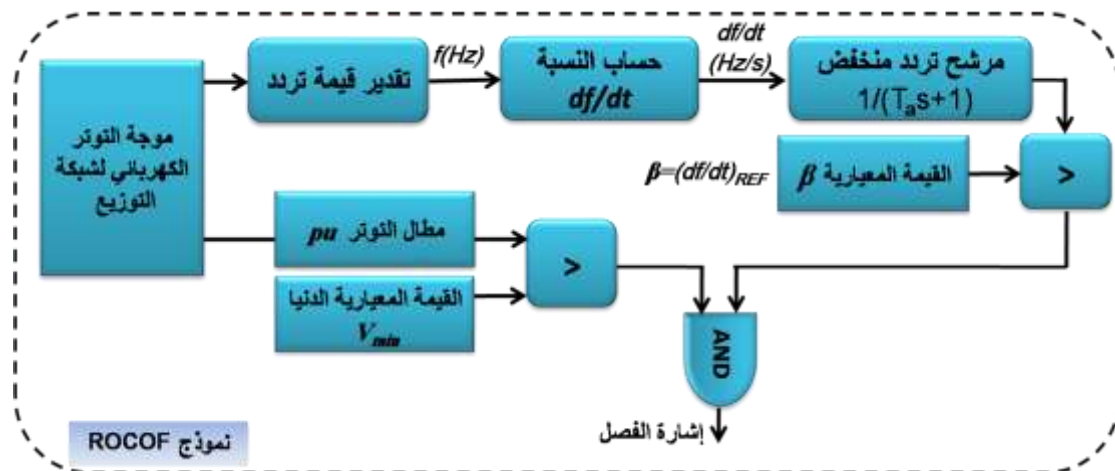 موجة التوتر
الكهربائي لشبكة
التوزيع
تقدير قيمة تردد
f(Hz)
حساب النسبة
df/dt
df/dt
(Hz/s)
مرشح تردد منخفض
1/(Tₐs+1)
β=(df/dt)REF
القيمة المعيارية β
>
مطال التوتر pu
القيمة المعيارية الدنيا
Vmin
>
AND
إشارة الفصل
نموذج ROCOF